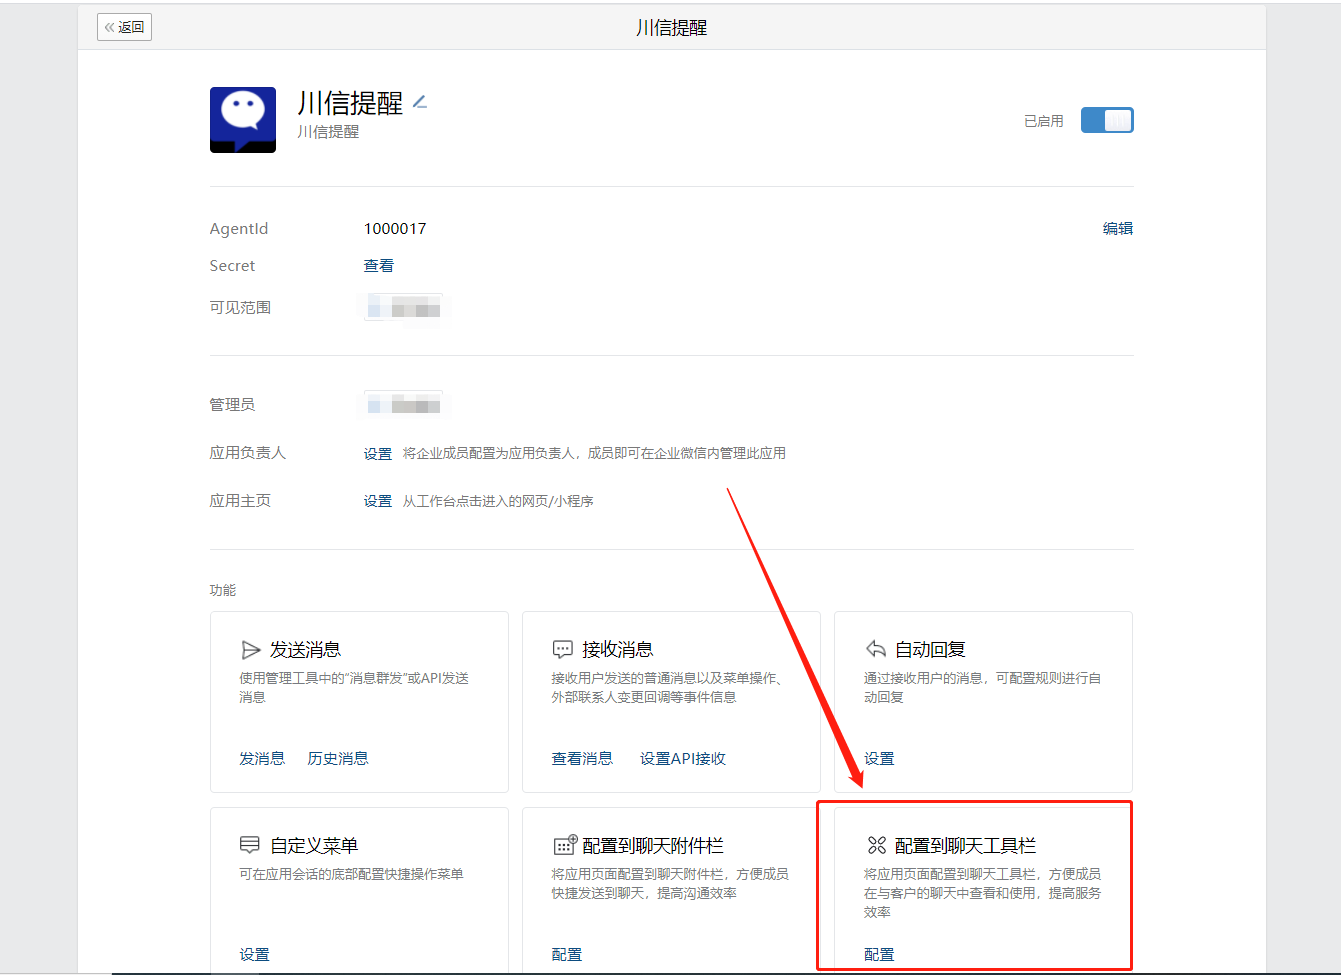 返回
川信提醒
川信提醒
川信提醒
已启用
AgentId
1000017
编辑
Secret
查看
可见范围
管理员
应用负责人
设置 将企业成员配置为应用负责人，成员即可在企业微信内管理此应用
应用主页
设置 从工作台点击进入的网页/小程序
功能
发送消息
使用管理工具中的“消息群发”或API发送
消息
发消息 历史消息
接收消息
接收用户发送的普通消息以及菜单操作、
外部联系人变更回调等事件信息
查看消息 设置API接收
自动回复
通过接收用户的消息，可配置规则进行自
动回复
设置
自定义菜单
可在应用会话的底部配置快捷操作菜单
设置
配置到聊天附件栏
将应用页面配置到聊天附件栏，方便成员
快捷发送到聊天，提高沟通效率
配置
配置到聊天工具栏
将应用页面配置到聊天工具栏，方便成员
在与客户的聊天中查看和使用，提高服务
效率
配置